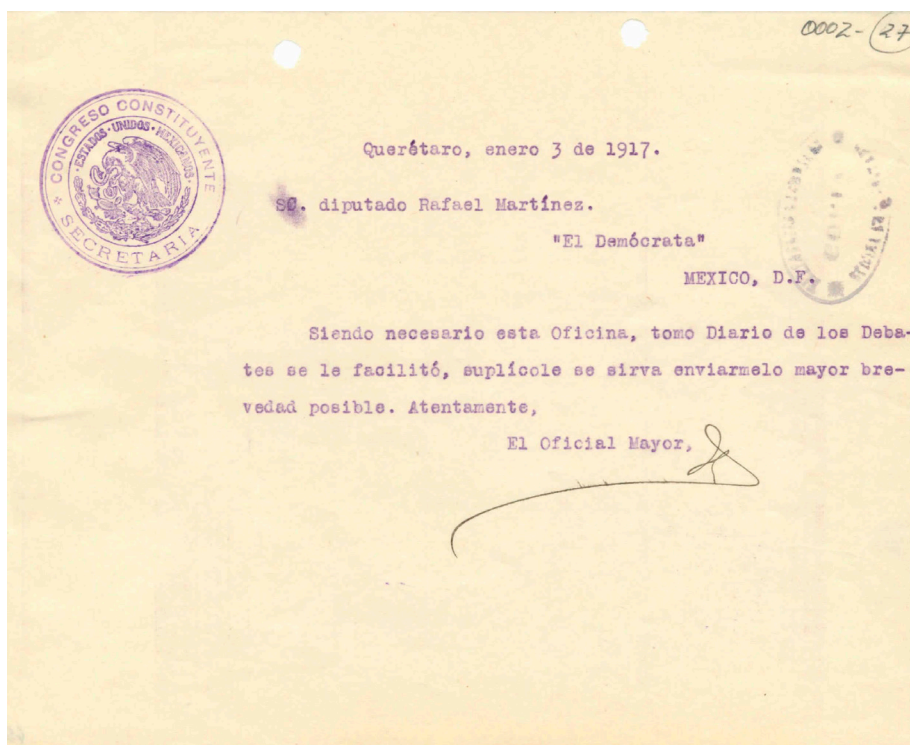 0002-(27
CONGRESO CONSTITUYENTE
·ESTADOS·UNIDOS·MEXICANOS·
* SECRETARIA *
Querétaro, enero 3 de 1917.
SC. diputado Rafael Martínez.
"El Demócrata"
MEXICO, D.F.
Siendo necesario esta Oficina, tomo Diario de los Deba-
tes se le facilitó, suplícole se sirva enviarmelo mayor bre-
vedad posible. Atentamente,
El Oficial Mayor,